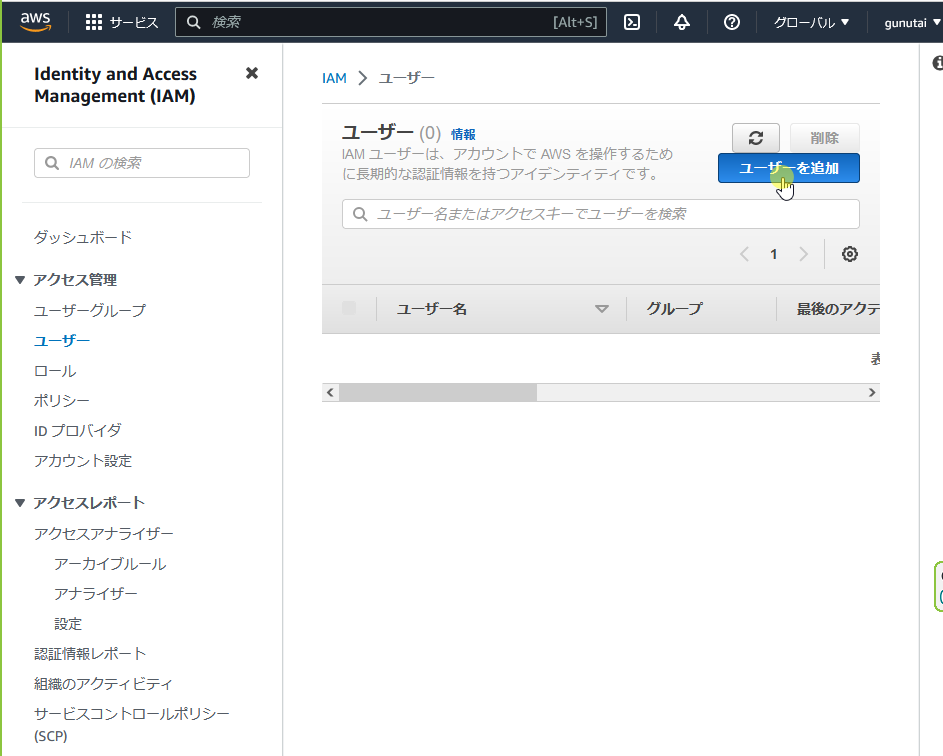 aws サービス 検索 [Alt+S] グローバル ▼ gunutai ▼
Identity and Access
Management (IAM)
IAM の検索
ダッシュボード
▼ アクセス管理
ユーザーグループ
ユーザー
ロール
ポリシー
ID プロバイダ
アカウント設定
▼ アクセスレポート
アクセスアナライザー
アーカイブルール
アナライザー
設定
認証情報レポート
組織のアクティビティ
サービスコントロールポリシー
(SCP)
IAM > ユーザー
ユーザー (0) 情報
IAM ユーザーは、アカウントで AWS を操作するため
に長期的な認証情報を持つアイデンティティです。
削除
ユーザーを追加
ユーザー名またはアクセスキーでユーザーを検索
< 1 >
ユーザー名 グループ 最後のアクテ
表